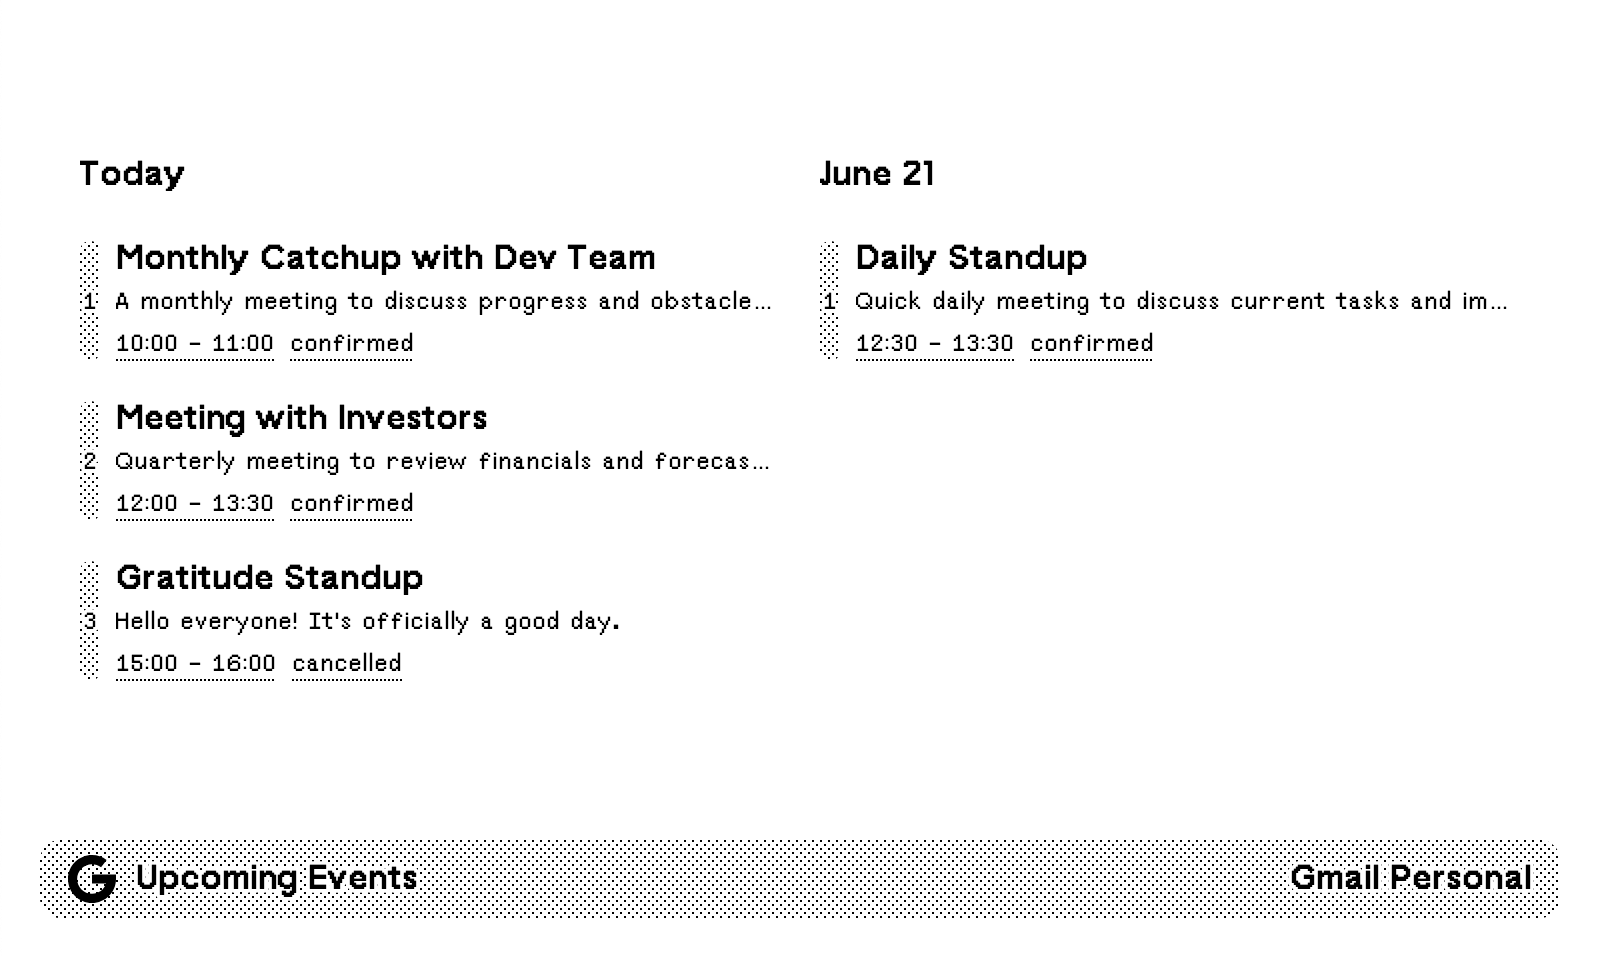 Today
Monthly Catchup with Dev Team
1 A monthly meeting to discuss progress and obstacle...
10:00 - 11:00 confirmed
Meeting with Investors
2 Quarterly meeting to review financials and forecas...
12:00 - 13:30 confirmed
Gratitude Standup
3 Hello everyone! It's officially a good day.
15:00 - 16:00 cancelled
June 21
Daily Standup
1 Quick daily meeting to discuss current tasks and im...
12:30 - 13:30 confirmed
G Upcoming Events
Gmail Personal